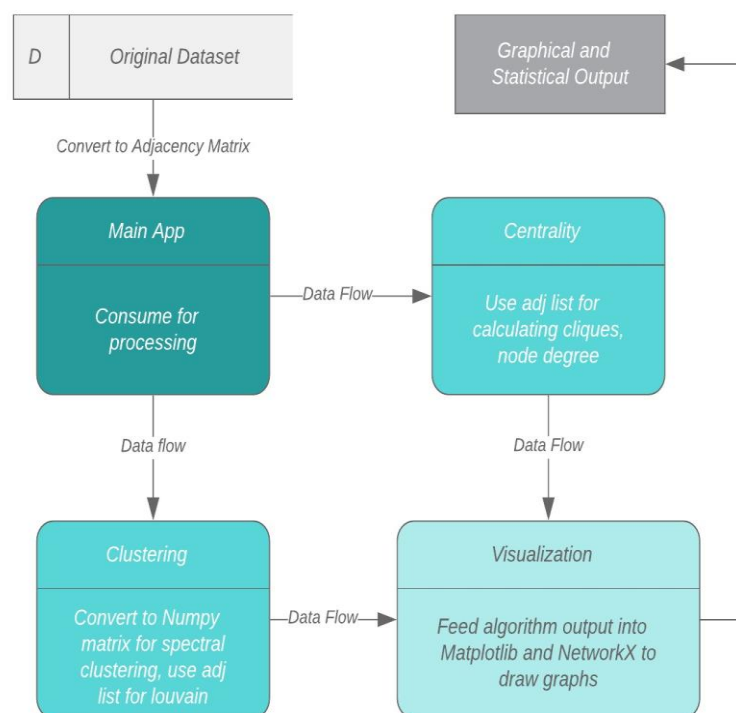 D
Original Dataset
Graphical and
Statistical Output
Convert to Adjacency Matrix
Main App
Consume for
processing
Data Flow
Centrality
Use adj list for
calculating cliques,
node degree
Data flow
Data Flow
Clustering
Convert to Numpy
matrix for spectral
clustering, use adj
list for louvain
Data Flow
Visualization
Feed algorithm output into
Matplotlib and NetworkX to
draw graphs